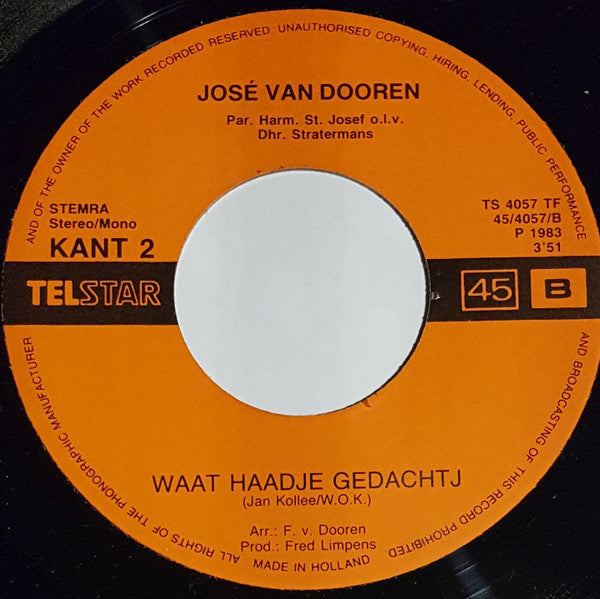 ALL RIGHTS OF THE PHONOGRAPHIC MANUFACTURER AND OF THE OWNER OF THE WORK RECORDED RESERVED UNAUTHORISED COPYING, HIRING, LENDING, PUBLIC PERFORMANCE AND BROADCASTING OF THIS RECORD PROHIBITED
JOSÉ VAN DOOREN
Par. Harm. St. Josef o.l.v.
Dhr. Stratermans
STEMRA
Stereo/Mono
KANT 2
TS 4057 TF
45/4057/B
P 1983
3'51
TELSTAR
45 B
WAAT HAADJE GEDACHTJ
(Jan Kollee/W.O.K.)
Arr.: F. v. Dooren
Prod.: Fred Limpens
MADE IN HOLLAND